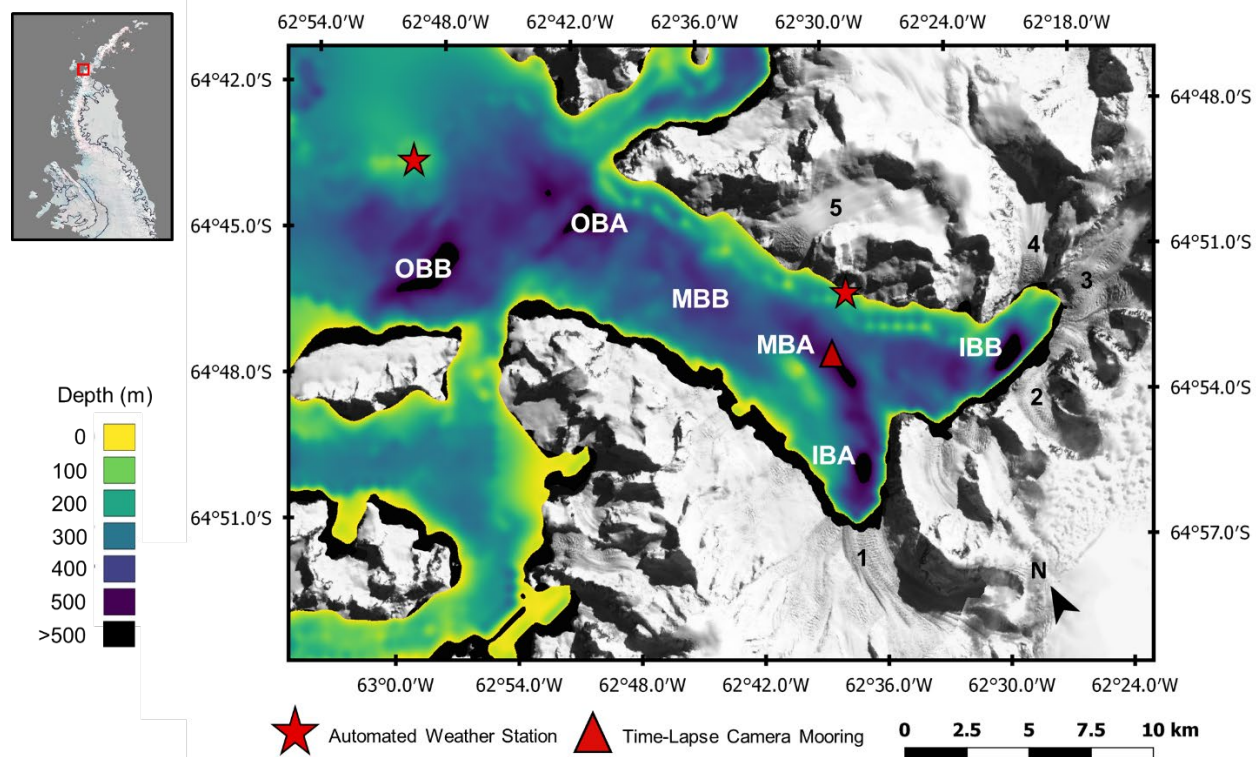 62°54.0'W 62°48.0'W 62°42.0'W 62°36.0'W 62°30.0'W 62°24.0'W 62°18.0'W
64°42.0'S
64°48.0'S
5
OBA
64°45.0'S
64°51.0'S
4
OBB
3
MBB
MBA
IBB
64°48.0'S
64°54.0'S
2
IBA
64°51.0'S
64°57.0'S
1
N
Depth (m)
0
100
200
300
400
500
>500
63°0.0'W 62°54.0'W 62°48.0'W 62°42.0'W 62°36.0'W 62°30.0'W 62°24.0'W
Automated Weather Station
Time-Lapse Camera Mooring
0 2.5 5 7.5 10 km